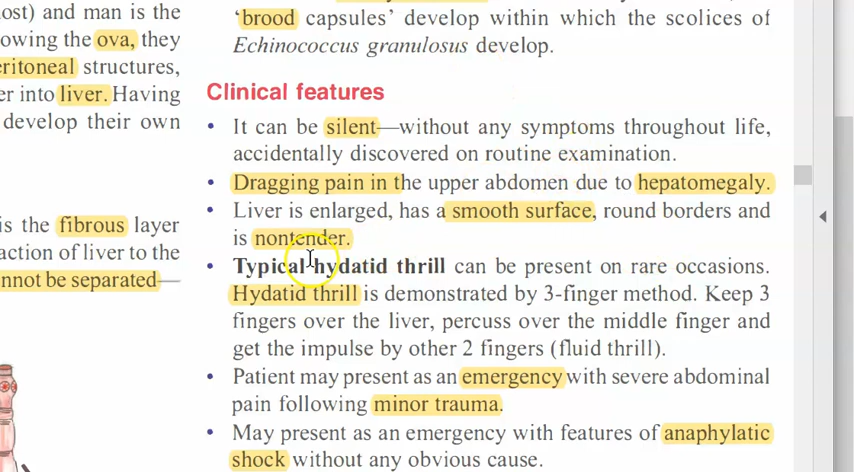 ost) and man is the
owing the ova, they
eritoneal structures,
er into liver. Having
develop their own
is the fibrous layer
action of liver to the
nnot be separated—
‘brood capsules’ develop within which the scolices of
Echinococcus granulosus develop.
Clinical features
• It can be silent—without any symptoms throughout life,
accidentally discovered on routine examination.
• Dragging pain in the upper abdomen due to hepatomegaly.
• Liver is enlarged, has a smooth surface, round borders and
is nontender.
• Typical hydatid thrill can be present on rare occasions.
Hydatid thrill is demonstrated by 3-finger method. Keep 3
fingers over the liver, percuss over the middle finger and
get the impulse by other 2 fingers (fluid thrill).
• Patient may present as an emergency with severe abdominal
pain following minor trauma.
• May present as an emergency with features of anaphylatic
shock without any obvious cause.